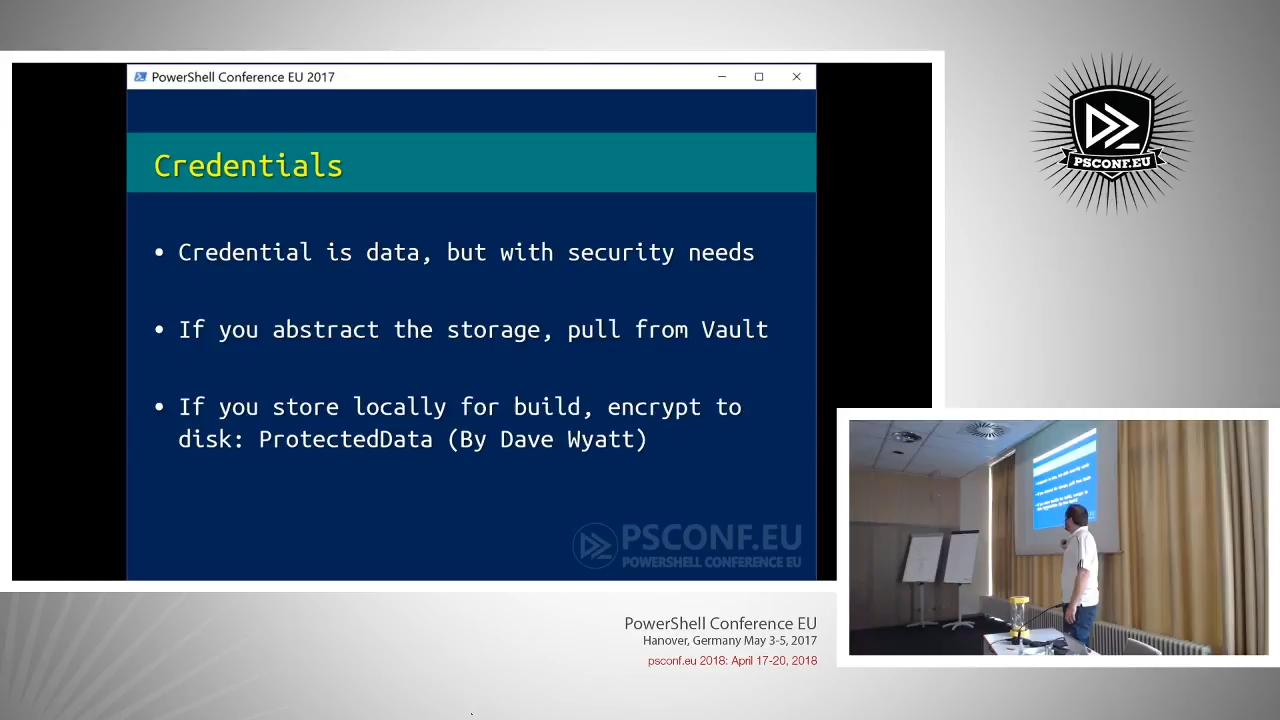 PowerShell Conference EU 2017
Credentials
• Credential is data, but with security needs
• If you abstract the storage, pull from Vault
• If you store locally for build, encrypt to
disk: ProtectedData (By Dave Wyatt)
PSCONF.EU
POWERSHELL CONFERENCE EU
PSCONF.EU
PowerShell Conference EU
Hanover, Germany May 3-5, 2017
psconf.eu 2018: April 17-20, 2018